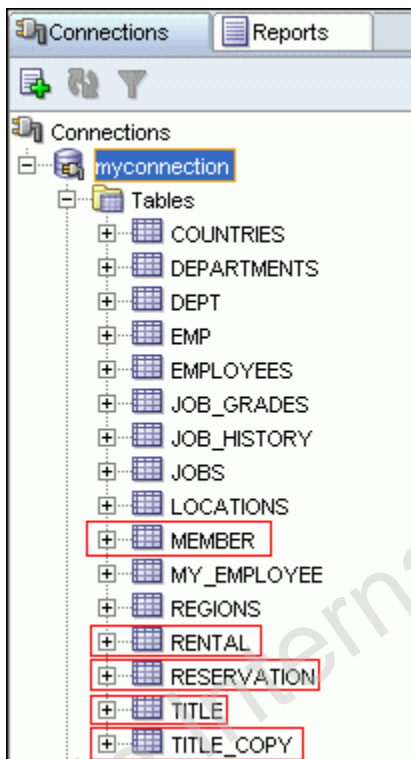 Connections Reports
Connections
myconnection
Tables
COUNTRIES
DEPARTMENTS
DEPT
EMP
EMPLOYEES
JOB_GRADES
JOB_HISTORY
JOBS
LOCATIONS
MEMBER
MY_EMPLOYEE
REGIONS
RENTAL
RESERVATION
TITLE
TITLE_COPY